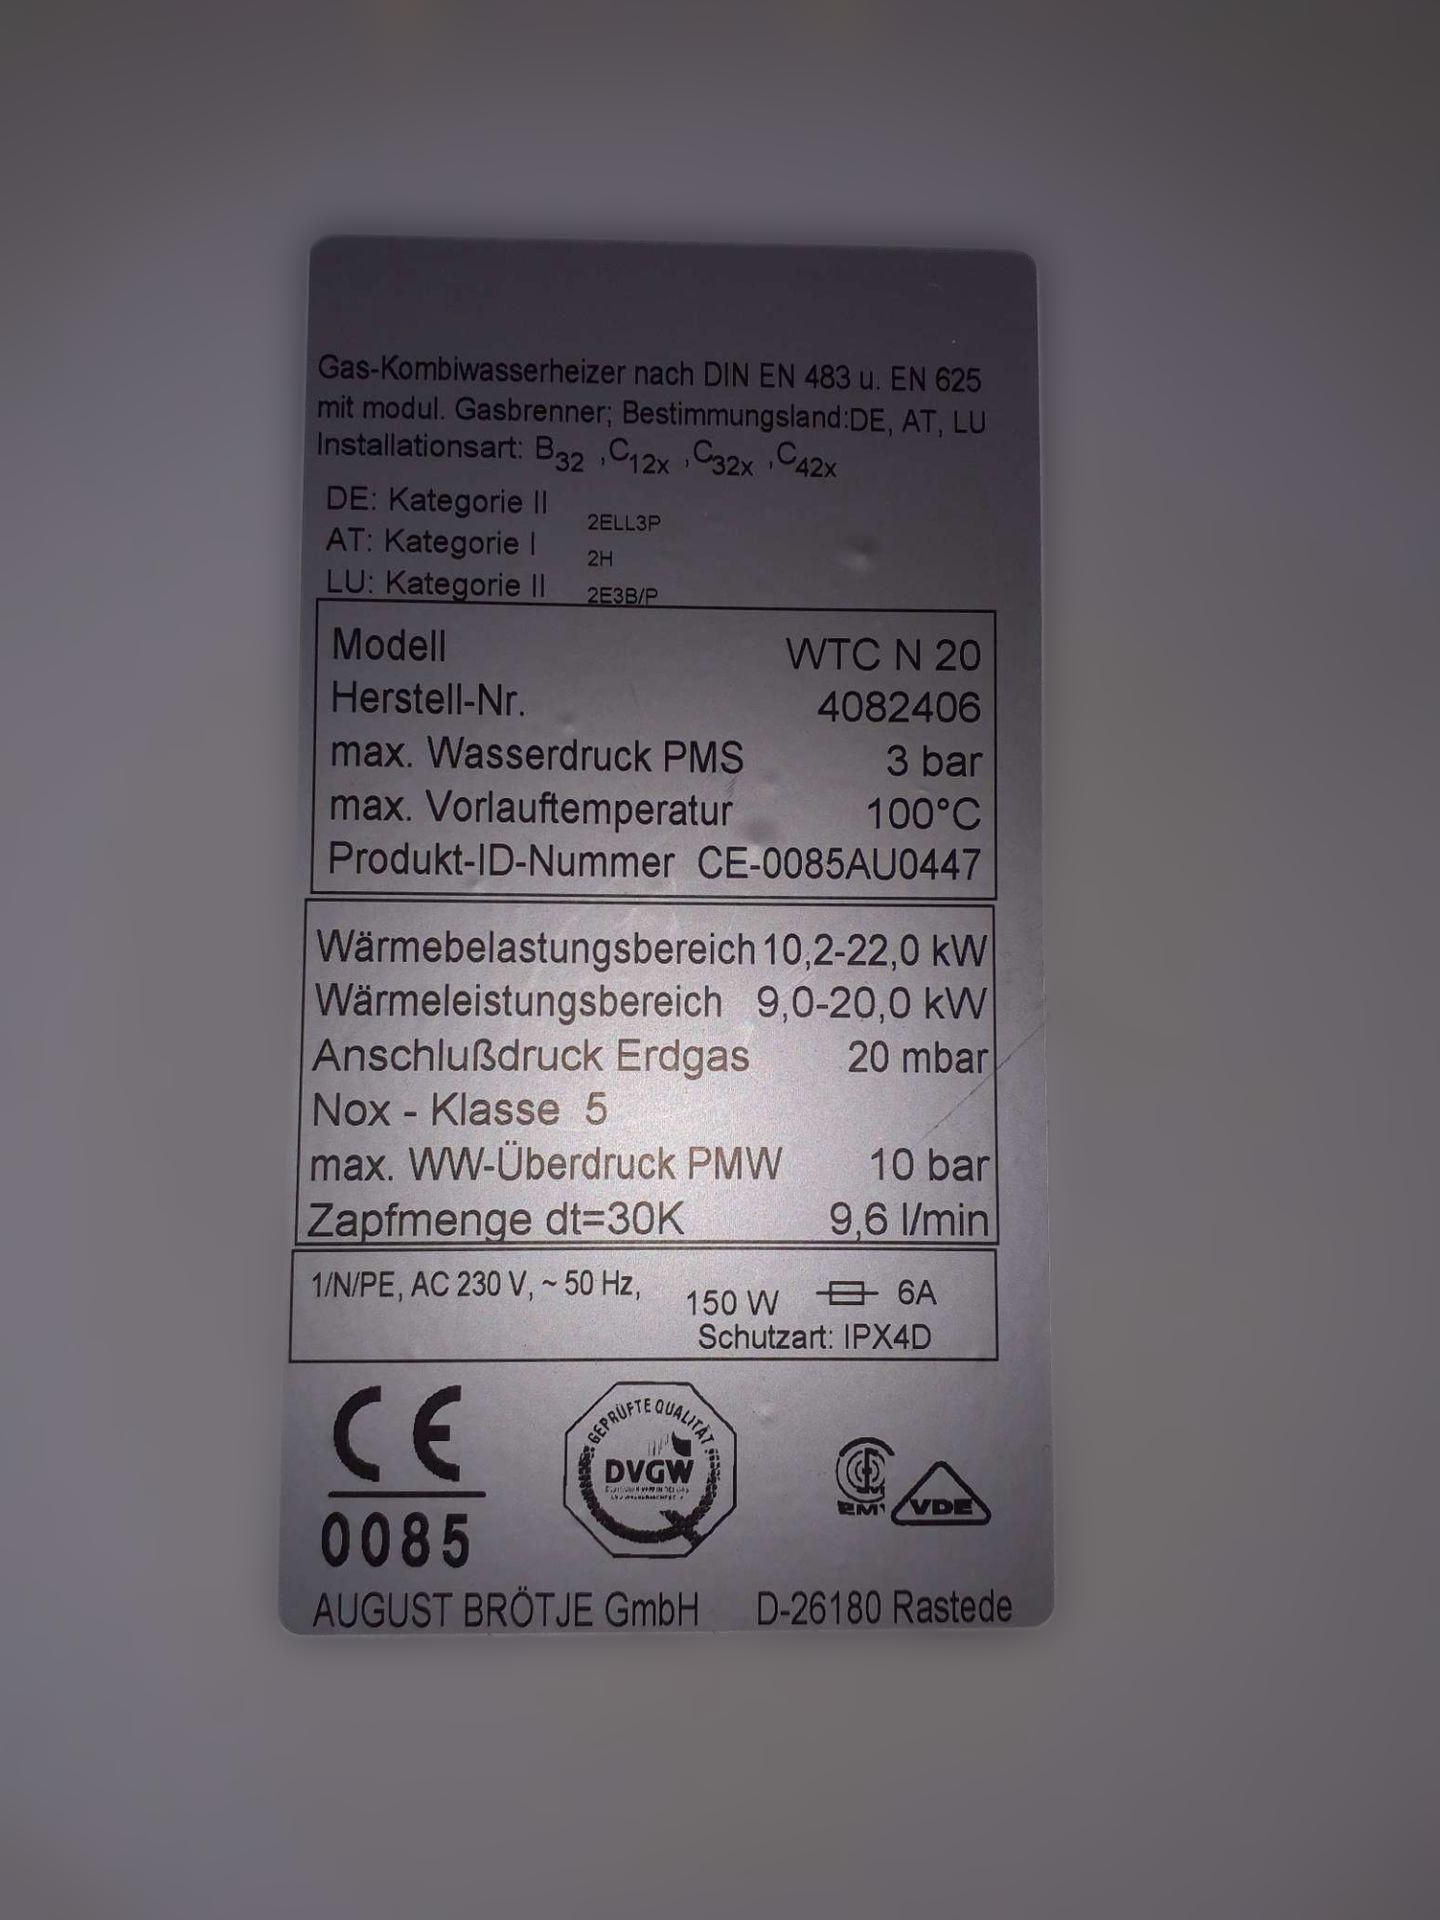 Gas-Kombiwasserheizer nach DIN EN 483 u. EN 625
mit modul. Gasbrenner; Bestimmungsland:DE, AT, LU
Installationsart: B32 ,C12x ,C32x ,C42x
DE: Kategorie II 2ELL3P
AT: Kategorie I 2H
LU: Kategorie II 2E3B/P
Modell WTC N 20
Herstell-Nr. 4082406
max. Wasserdruck PMS 3 bar
max. Vorlauftemperatur 100°C
Produkt-ID-Nummer CE-0085AU0447
Wärmebelastungsbereich 10,2-22,0 kW
Wärmeleistungsbereich 9,0-20,0 kW
Anschlußdruck Erdgas 20 mbar
Nox - Klasse 5
max. WW-Überdruck PMW 10 bar
Zapfmenge dt=30K 9,6 l/min
1/N/PE, AC 230 V, ~ 50 Hz, 150 W 6A
Schutzart: IPX4D
CE
0085
GEPRÜFTE QUALITÄT
DVGW
VDE
AUGUST BRÖTJE GmbH D-26180 Rastede